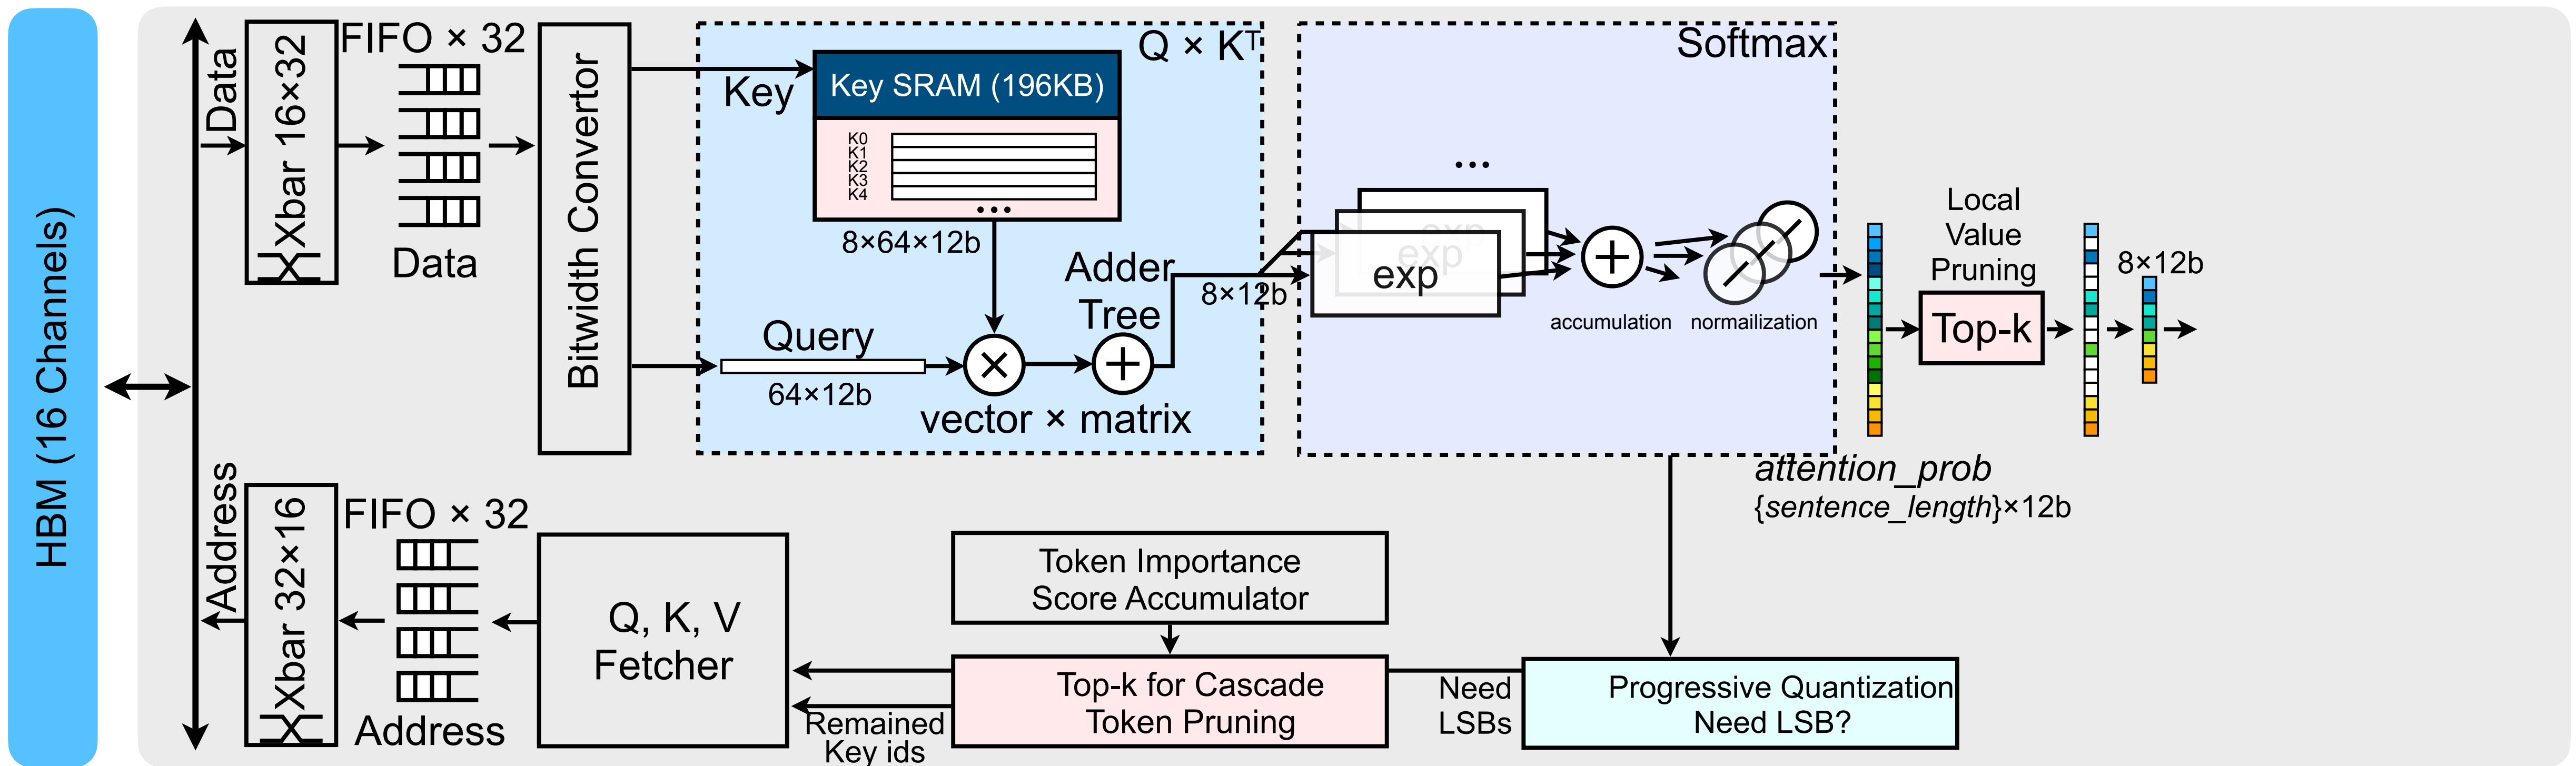 HBM (16 Channels)
Data
Xbar 16×32
FIFO × 32
Data
Bitwidth Convertor
Q × Kᵀ
Key
Key SRAM (196KB)
K0
K1
K2
K3
K4
...
8×64×12b
Query
64×12b
×
Adder
Tree
+
vector × matrix
8×12b
Softmax
...
exp
exp
exp
+
accumulation
normailization
attention_prob
{sentence_length}×12b
Local
Value
Pruning
Top-k
8×12b
Address
Xbar 32×16
FIFO × 32
Address
Q, K, V
Fetcher
Token Importance
Score Accumulator
Top-k for Cascade
Token Pruning
Remained
Key ids
Need
LSBs
Progressive Quantization
Need LSB?